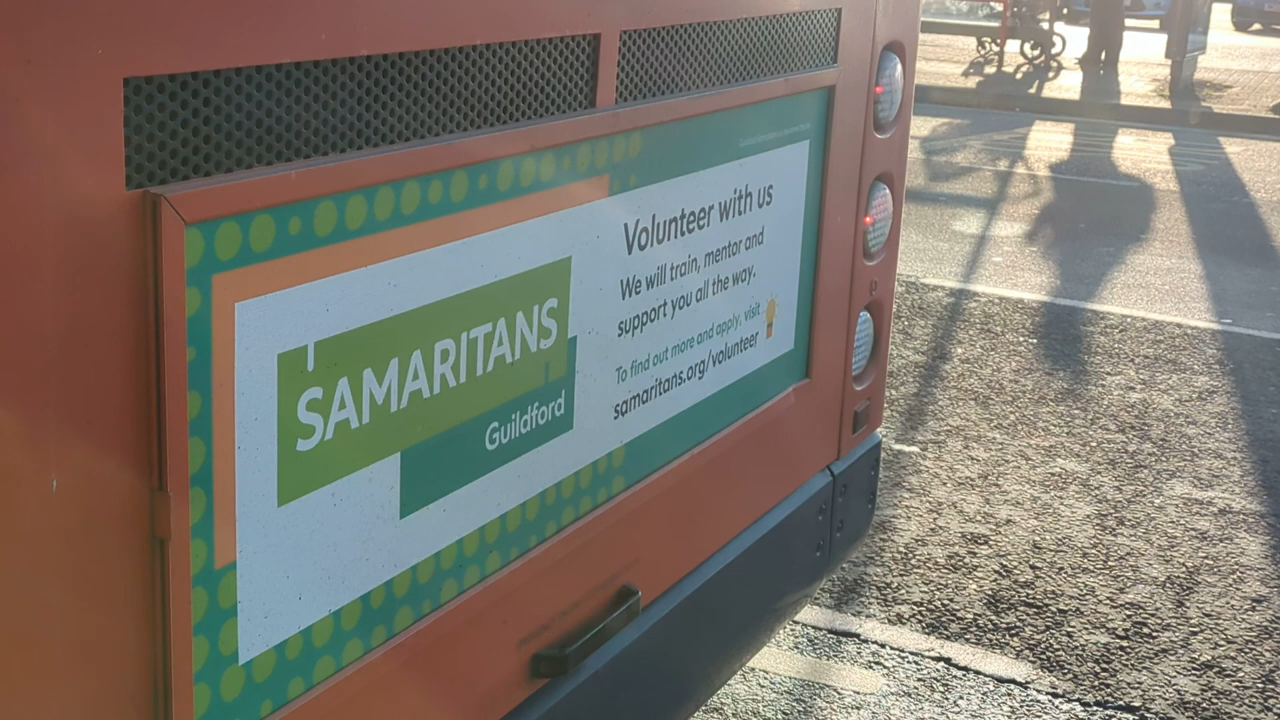 SAMARITANS
Guildford
Volunteer with us
We will train, mentor and
support you all the way.
To find out more and apply, visit
samaritans.org/volunteer